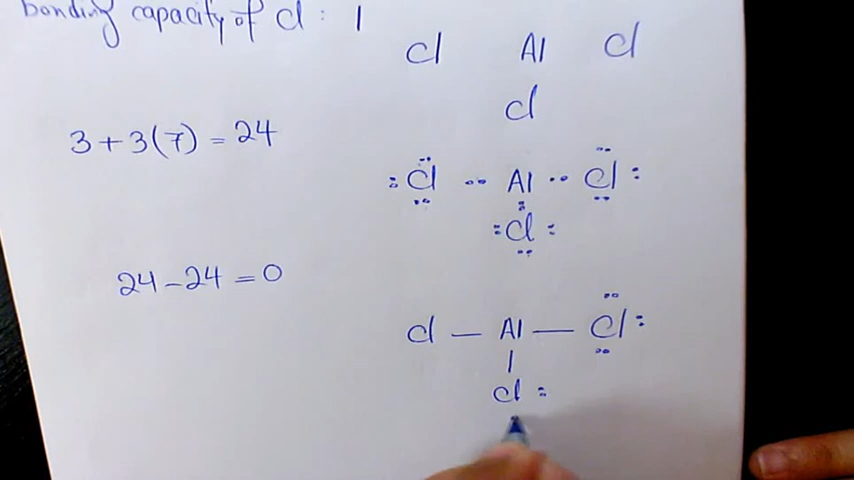 bonding capacity of Cl : 1
Cl Al Cl
Cl
3 + 3(7) = 24
:Cl ·· Al ·· Cl:
:Cl:
24 – 24 = 0
Cl — Al — Cl:
|
Cl: